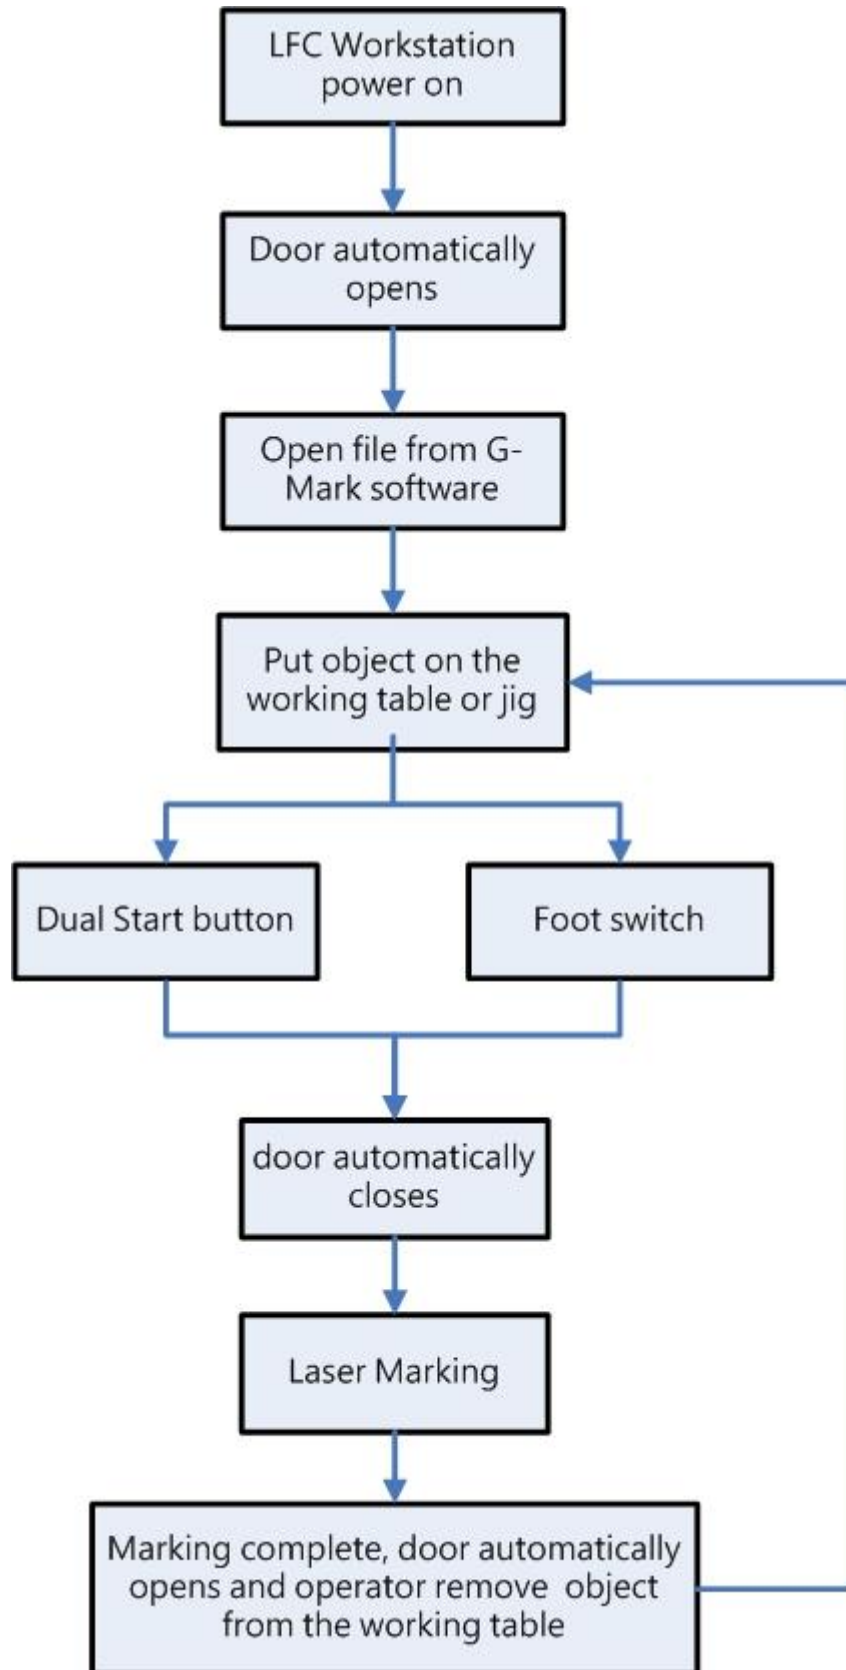 LFC Workstation
power on
Door automatically
opens
Open file from G-
Mark software
Put object on the
working table or jig
Dual Start button
Foot switch
door automatically
closes
Laser Marking
Marking complete, door automatically
opens and operator remove object
from the working table